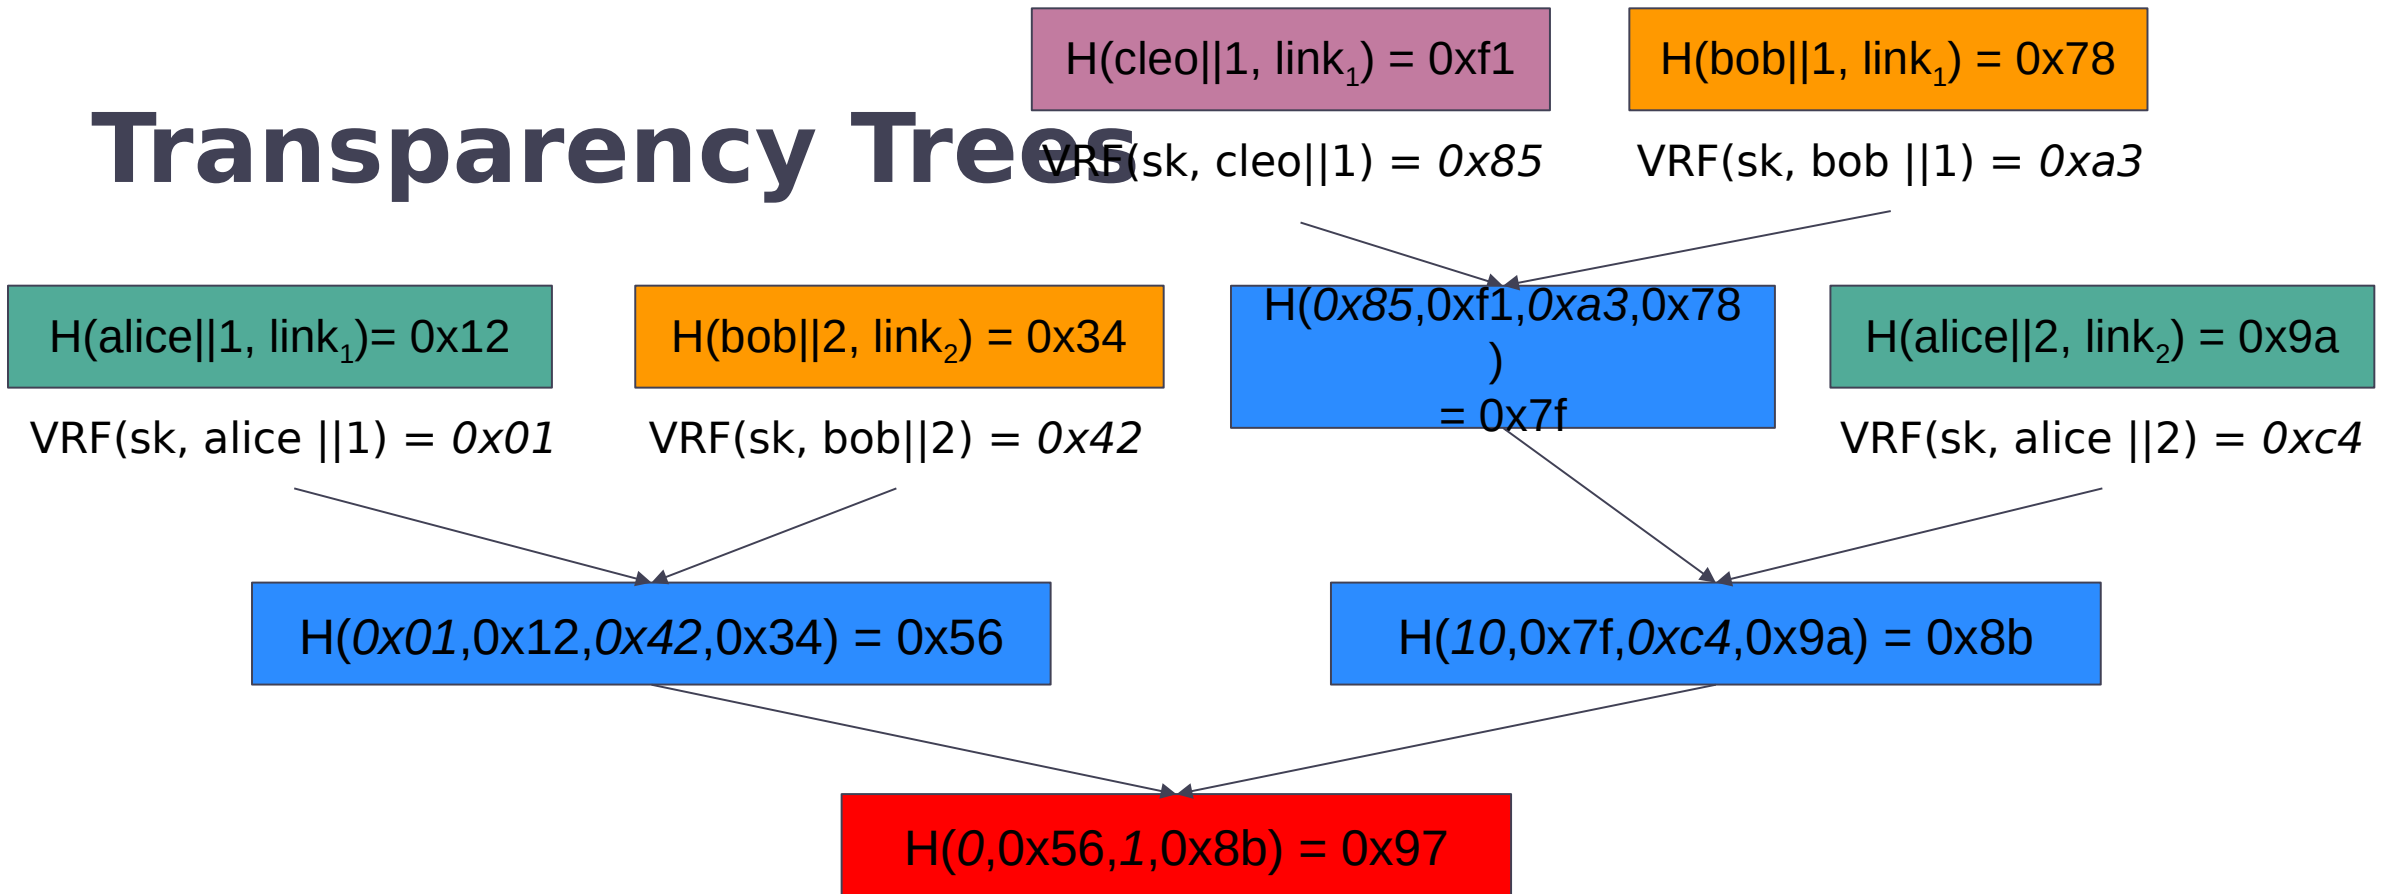 H(cleo||1, link₁) = 0xf1
H(bob||1, link₁) = 0x78
Transparency Trees
VRF(sk, cleo||1) = 0x85
VRF(sk, bob ||1) = 0xa3
H(alice||1, link₁)= 0x12
H(bob||2, link₂) = 0x34
H(0x85,0xf1,0xa3,0x78
)
= 0x7f
H(alice||2, link₂) = 0x9a
VRF(sk, alice ||1) = 0x01
VRF(sk, bob||2) = 0x42
VRF(sk, alice ||2) = 0xc4
H(0x01,0x12,0x42,0x34) = 0x56
H(10,0x7f,0xc4,0x9a) = 0x8b
H(0,0x56,1,0x8b) = 0x97